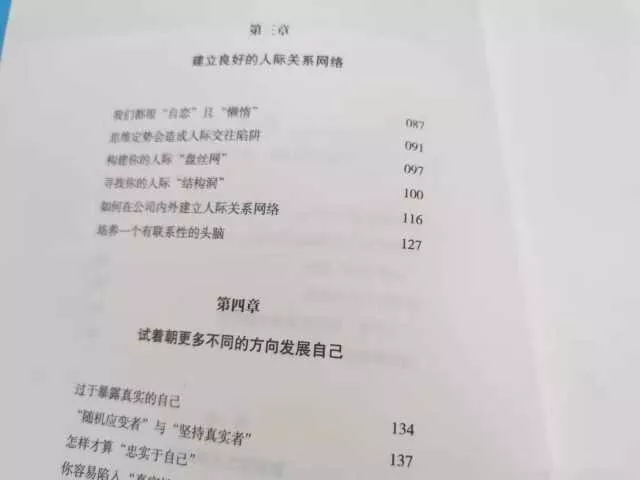 第三章
建立良好的人际关系网络
我们都很“自恋”且“懒惰” 087
思维定势会造成人际交往陷阱 091
构建你的人际“盘丝网” 097
寻找你的人际“结构洞” 100
如何在公司内外建立人际关系网络 116
培养一个有联系性的头脑 127
第四章
试着朝更多不同的方向发展自己
过于暴露真实的自己 134
“随机应变者”与“坚持真实者” 137
怎样才算“忠实于自己”
你容易陷入“真实